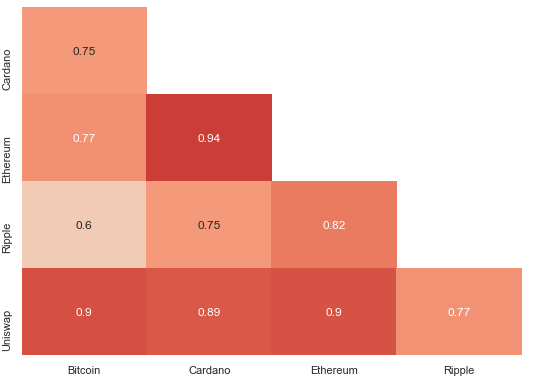 Cardano
0.75
Ethereum
0.77 0.94
Ripple
0.6 0.75 0.82
Uniswap
0.9 0.89 0.9 0.77
Bitcoin Cardano Ethereum Ripple